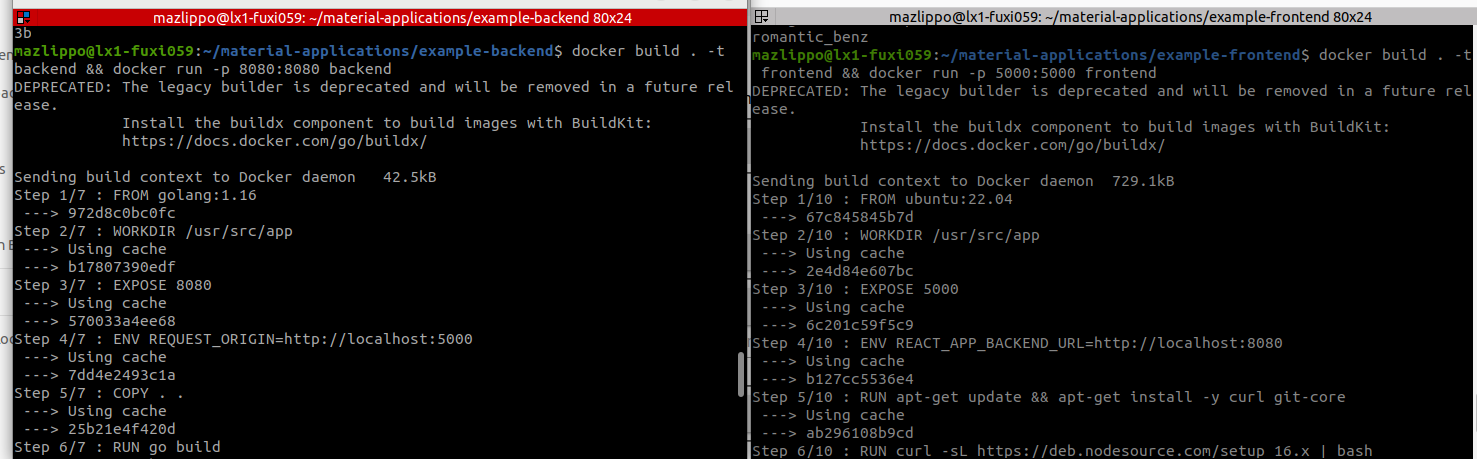 mazlippo@lx1-fuxi059: ~/material-applications/example-backend 80x24
3b
mazlippo@lx1-fuxi059:~/material-applications/example-backend$ docker build . -t
backend && docker run -p 8080:8080 backend
DEPRECATED: The legacy builder is deprecated and will be removed in a future rel
ease.
Install the buildx component to build images with BuildKit:
https://docs.docker.com/go/buildx/
Sending build context to Docker daemon   42.5kB
Step 1/7 : FROM golang:1.16
---> 972d8c0bc0fc
Step 2/7 : WORKDIR /usr/src/app
---> Using cache
---> b17807390edf
Step 3/7 : EXPOSE 8080
---> Using cache
---> 570033a4ee68
Step 4/7 : ENV REQUEST_ORIGIN=http://localhost:5000
---> Using cache
---> 7dd4e2493c1a
Step 5/7 : COPY . .
---> Using cache
---> 25b21e4f420d
Step 6/7 : RUN go build
mazlippo@lx1-fuxi059: ~/material-applications/example-frontend 80x24
romantic_benz
mazlippo@lx1-fuxi059:~/material-applications/example-frontend$ docker build . -t
frontend && docker run -p 5000:5000 frontend
DEPRECATED: The legacy builder is deprecated and will be removed in a future rel
ease.
Install the buildx component to build images with BuildKit:
https://docs.docker.com/go/buildx/
Sending build context to Docker daemon  729.1kB
Step 1/10 : FROM ubuntu:22.04
---> 67c845845b7d
Step 2/10 : WORKDIR /usr/src/app
---> Using cache
---> 2e4d84e607bc
Step 3/10 : EXPOSE 5000
---> Using cache
---> 6c201c59f5c9
Step 4/10 : ENV REACT_APP_BACKEND_URL=http://localhost:8080
---> Using cache
---> b127cc5536e4
Step 5/10 : RUN apt-get update && apt-get install -y curl git-core
---> Using cache
---> ab296108b9cd
Step 6/10 : RUN curl -sL https://deb.nodesource.com/setup_16.x | bash